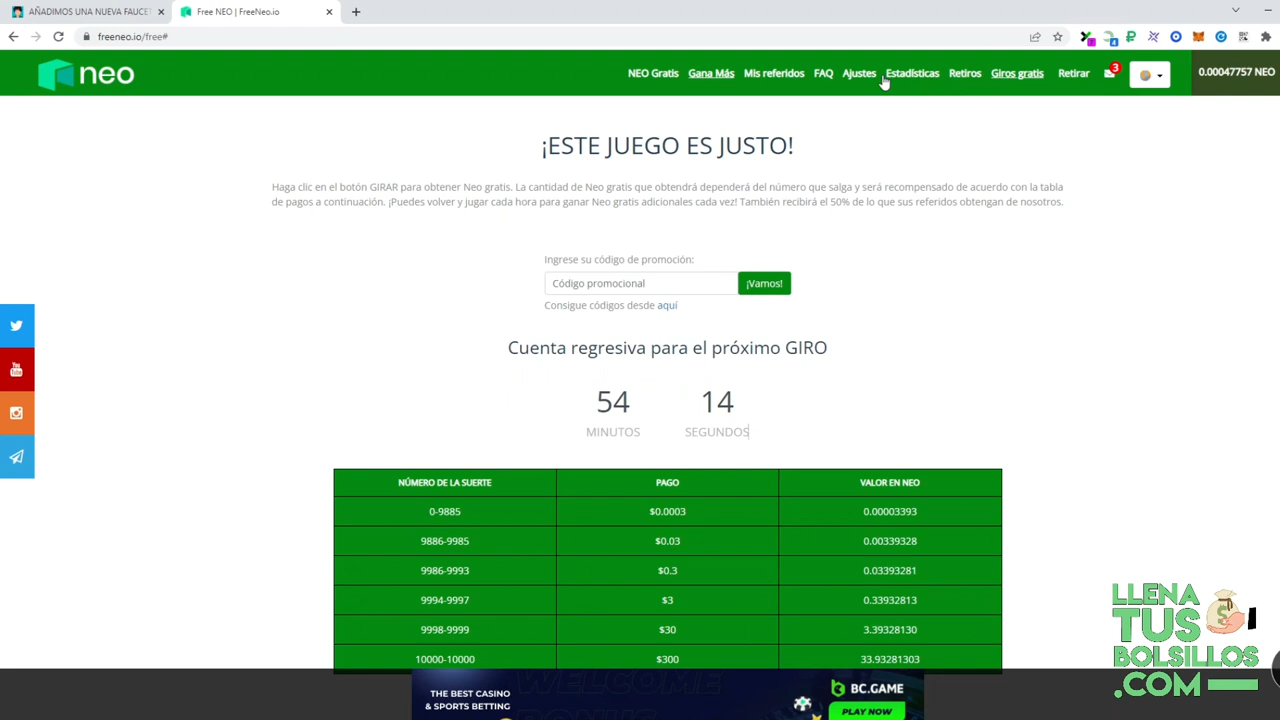 AÑADIMOS UNA NUEVA FAUCE
Free NEO | FreeNeo.io
freeneo.io/free#
neo
NEO Gratis Gana Más Mis referidos FAQ Ajustes Estadísticas Retiros Giros gratis Retirar 3 0.00047757 NEO
¡ESTE JUEGO ES JUSTO!
Haga clic en el botón GIRAR para obtener Neo gratis. La cantidad de Neo gratis que obtendrá dependerá del número que salga y será recompensado de acuerdo con la tabla
de pagos a continuación. ¡Puedes volver y jugar cada hora para ganar Neo gratis adicionales cada vez! También recibirá el 50% de lo que sus referidos obtengan de nosotros.
Ingrese su código de promoción:
Código promocional ¡Vamos!
Consigue códigos desde aquí
Cuenta regresiva para el próximo GIRO
54 14
MINUTOS SEGUNDOS
NÚMERO DE LA SUERTE PAGO VALOR EN NEO
0-9885 $0.0003 0.00003393
9886-9985 $0.03 0.00339328
9986-9993 $0.3 0.03393281
9994-9997 $3 0.33932813
9998-9999 $30 3.39328130
10000-10000 $300 33.93281303
LLENA
TUS
BOLSILLOS
.COM
WELCOME
THE BEST CASINO
& SPORTS BETTING
BC.GAME
PLAY NOW